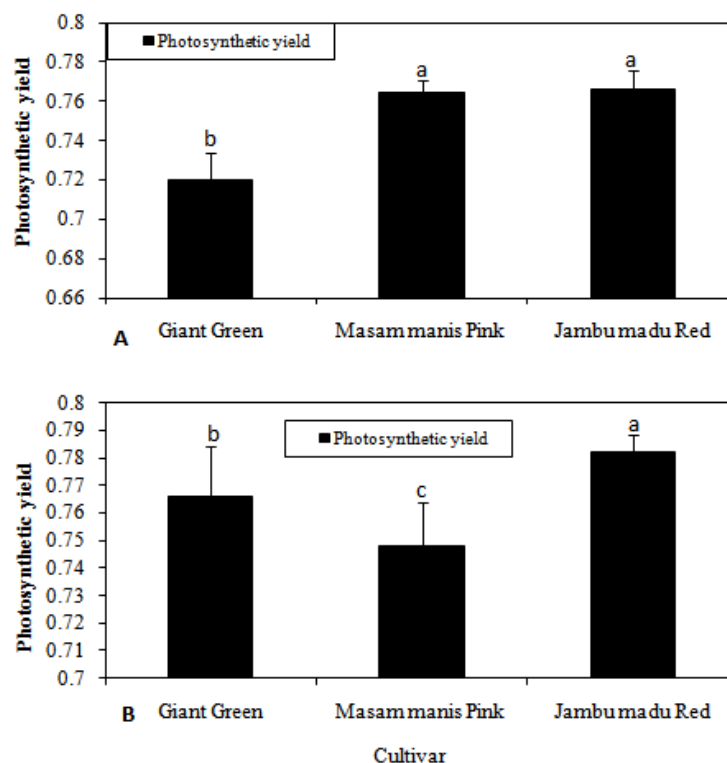 0.8
Photosynthetic yield
0.78
0.76
0.74
0.72
0.7
0.68
0.66
Photosynthetic yield
b
a
a
Giant Green
Masam manis Pink
Jambu madu Red
A
0.8
0.79
0.78
0.77
0.76
0.75
0.74
0.73
0.72
0.71
0.7
Photosynthetic yield
Photosynthetic yield
b
c
a
Giant Green
Masam manis Pink
Jambu madu Red
B
Cultivar